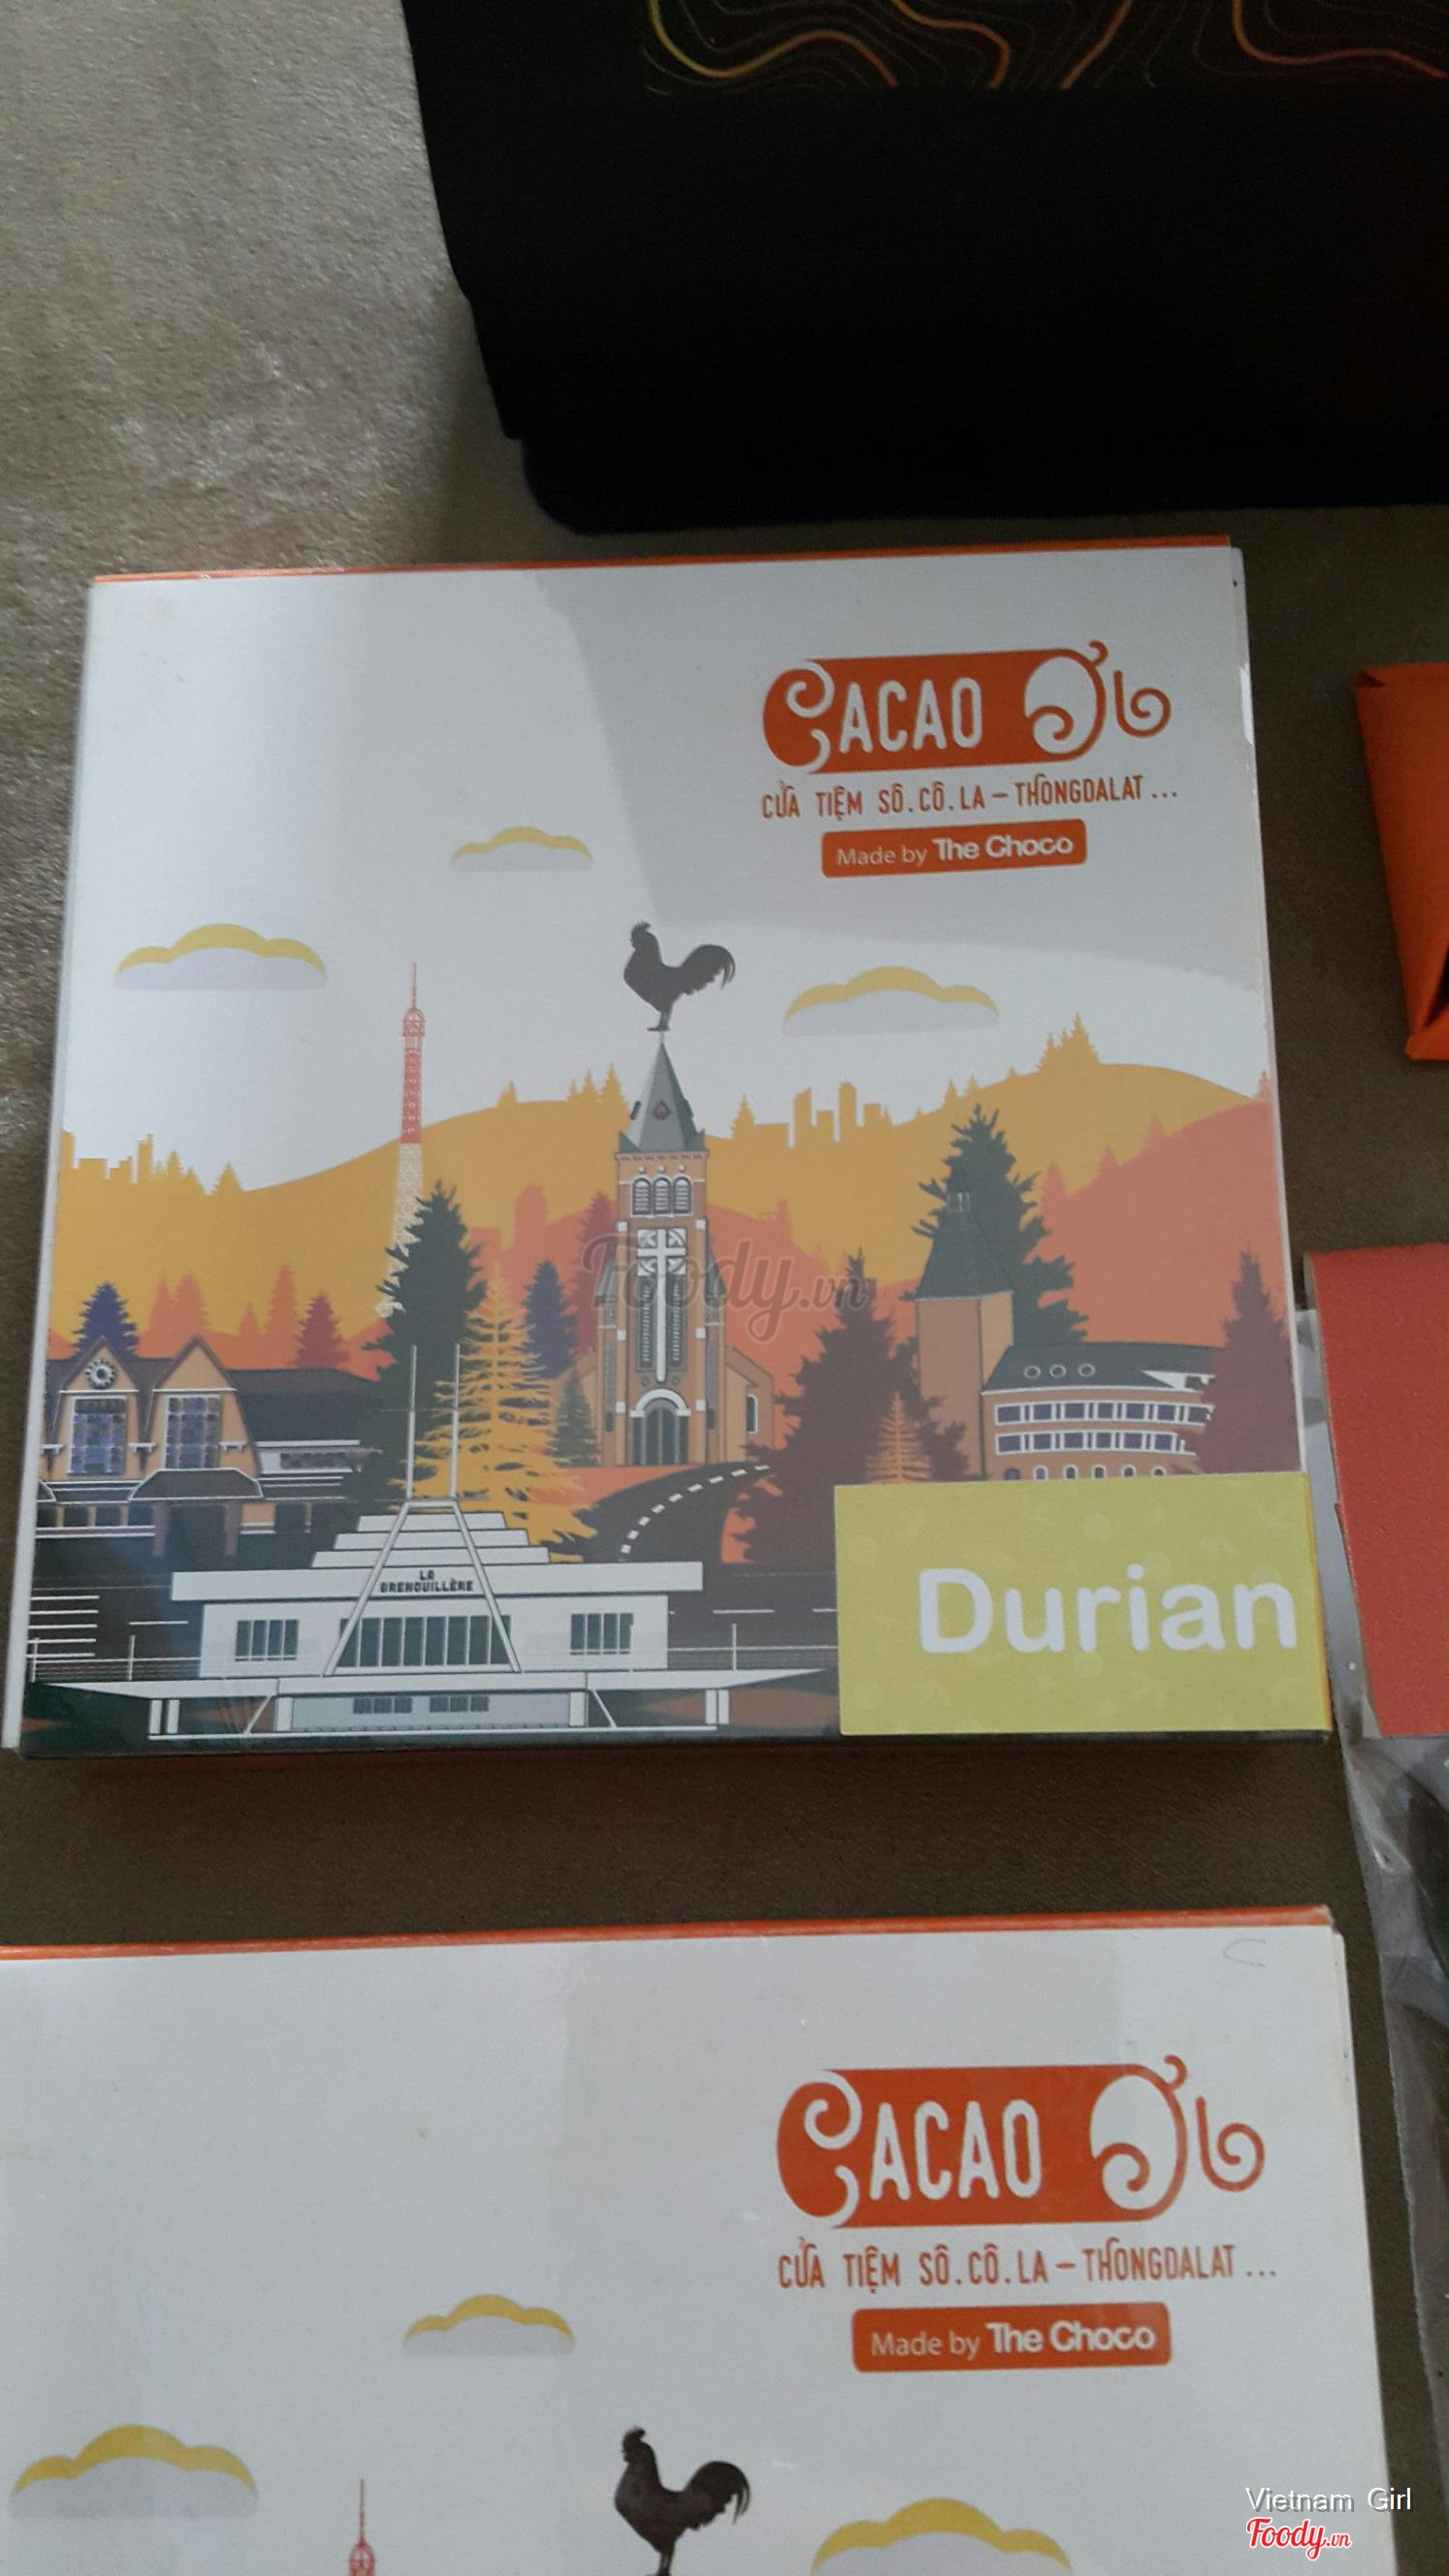 CACAO ƠI
CỬA TIỆM SÔ.CÔ.LA – THONGDALAT ...
Made by The Choco
Foody.vn
LA
GRENOUILLÈRE
Durian
CACAO ƠI
CỬA TIỆM SÔ.CÔ.LA – THONGDALAT ...
Made by The Choco
Vietnam Girl
Foody.vn